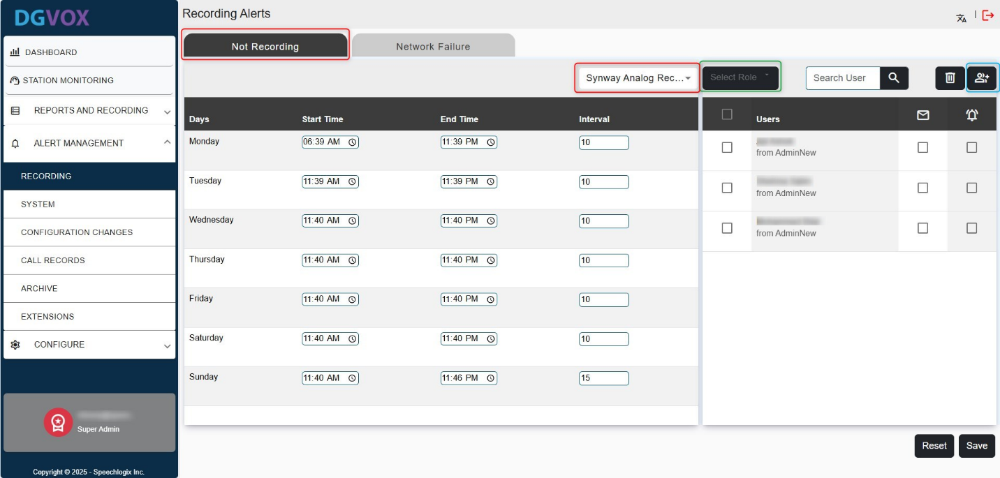 DGVOX
Recording Alerts
DASHBOARD
STATION MONITORING
REPORTS AND RECORDING
ALERT MANAGEMENT
RECORDING
SYSTEM
CONFIGURATION CHANGES
CALL RECORDS
ARCHIVE
EXTENSIONS
CONFIGURE
Super Admin
Copyright © 2025 - Speechlogix Inc.
Not Recording
Network Failure
Synway Analog Rec...
Select Role
Search User
Days Start Time End Time Interval
Monday 06:39 AM 11:39 PM 10
Tuesday 11:39 AM 11:39 PM 10
Wednesday 11:40 AM 11:40 PM 10
Thursday 11:40 AM 11:40 PM 10
Friday 11:40 AM 11:40 PM 10
Saturday 11:40 AM 11:40 PM 10
Sunday 11:40 AM 11:46 PM 15
Users
from AdminNew
from AdminNew
from AdminNew
Reset
Save